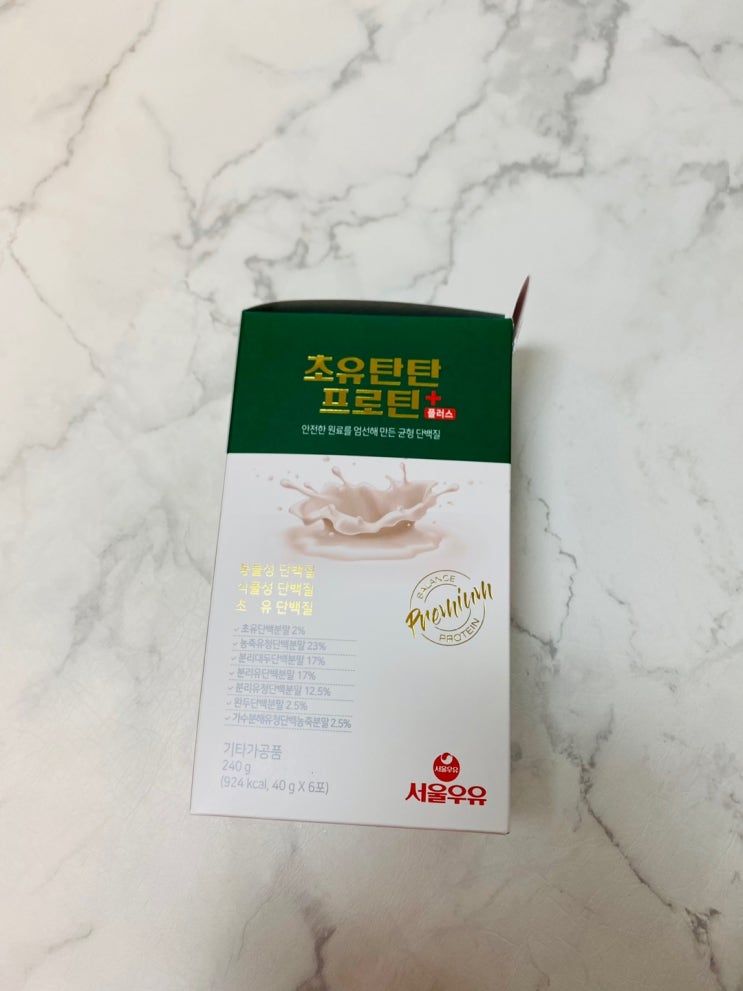 초유탄탄
프로틴+
플러스
안전한 원료를 엄선해 만든 균형 단백질
동물성 단백질
식물성 단백질
초 유 단백질
BALANCE
Premium
PROTEIN
초유단백분말 2%
농축유청단백분말 23%
분리대두단백분말 17%
분리유단백분말 17%
분리유청단백분말 12.5%
완두단백분말 2.5%
가수분해유청단백농축분말 2.5%
기타가공품
240 g
(924 kcal, 40 g X 6포)
서울우유
서울우유